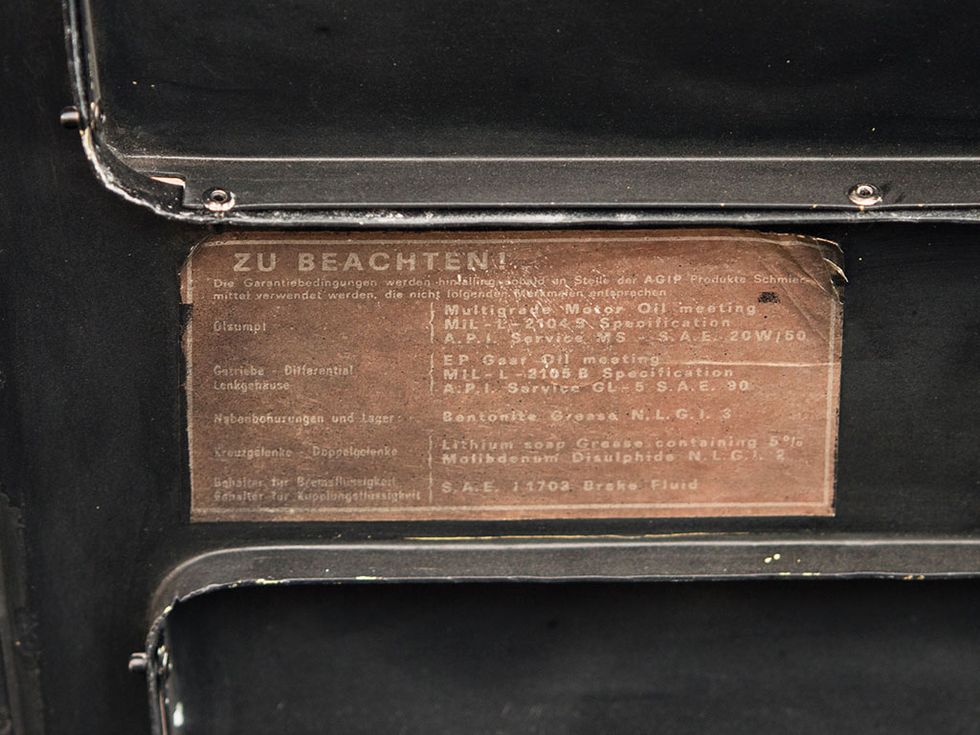 ZU BEACHTEN!
Die Garantiebedingungen werden hinfällig, sobald an Stelle der AGIP Produkte Schmier-
mittel verwendet werden, die nicht folgenden Merkmalen entsprechen
Ölsumpf
Multigrade Motor Oil meeting
MIL-L-2104 B Specification
A.P.I. Service MS - S.A.E. 20W/50
Getriebe - Differential
Lenkgehäuse
EP Gear Oil meeting
MIL-L-2105 B Specification
A.P.I. Service GL-5 S.A.E. 90
und Lager
Bentonite Grease N.L.G.I. 3
Kreuzgelenke - Doppelgelenke
Lithium soap Grease containing 5%
Molibdenum Disulphide N.L.G.I. 2
Behälter für Bremsflüssigkeit
Behälter für Kupplungsflüssigkeit
S.A.E. J 1703 Brake Fluid